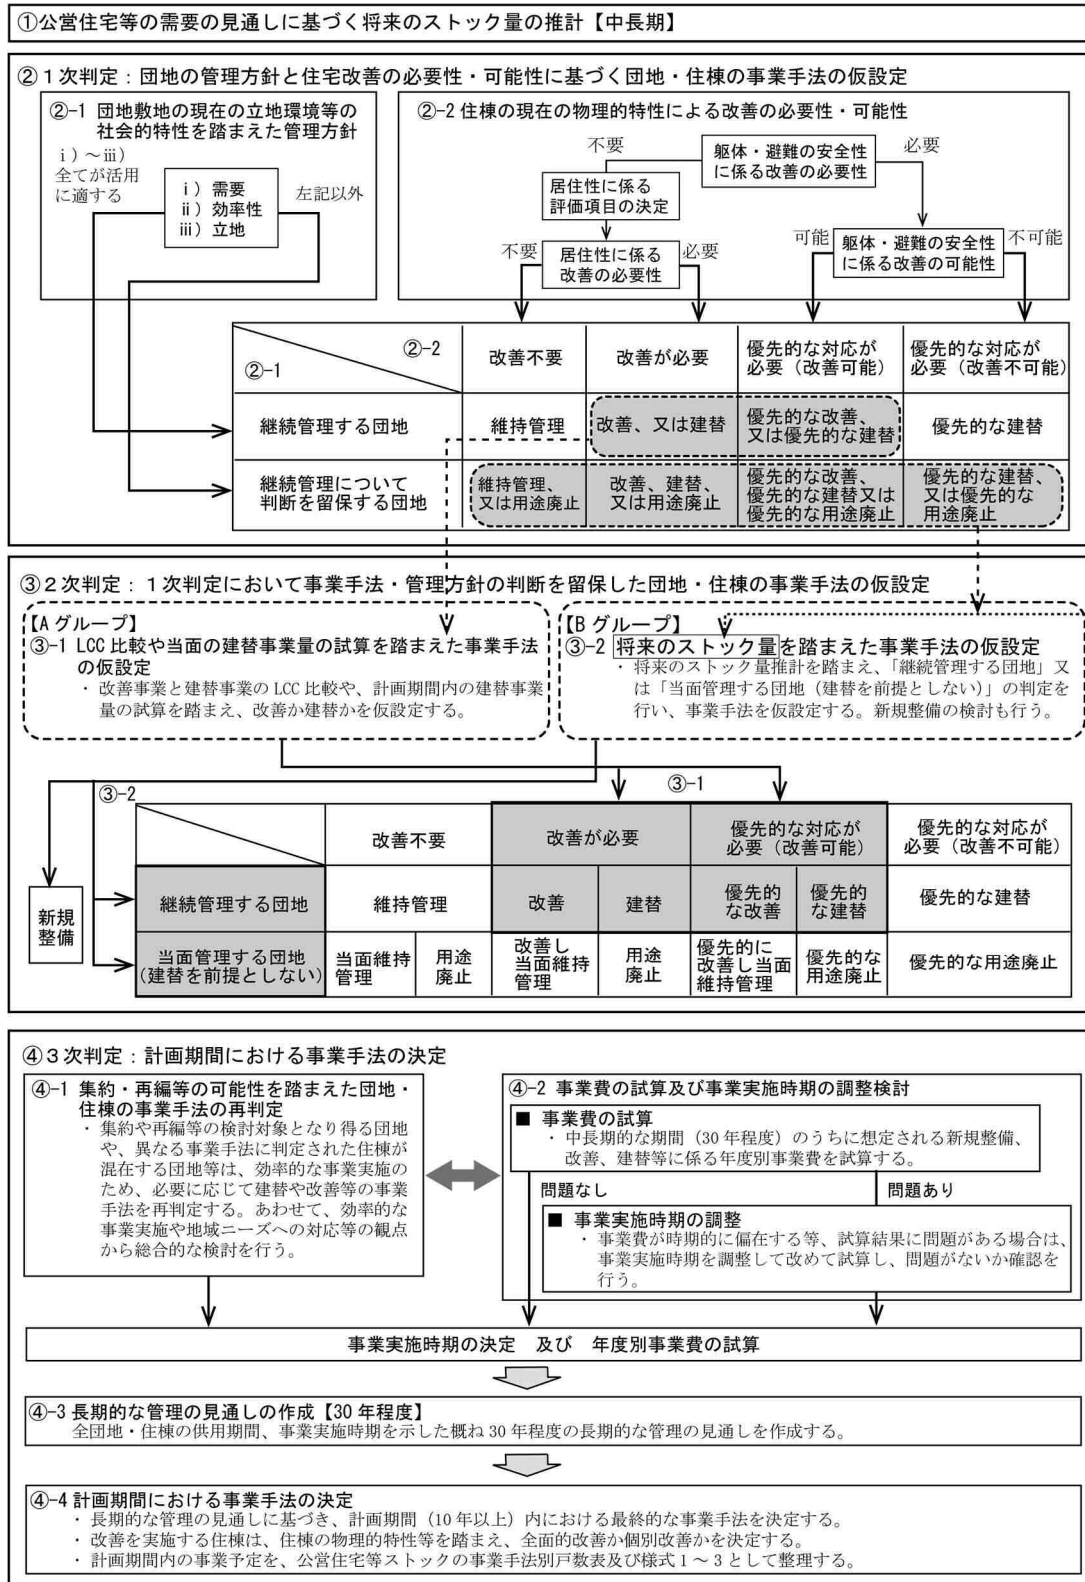 ①公営住宅等の需要の見通しに基づく将来のストック量の推計【中長期】
②1次判定：団地の管理方針と住宅改善の必要性・可能性に基づく団地・住棟の事業手法の仮設定
②-1 団地敷地の現在の立地環境等の
社会的特性を踏まえた管理方針
ⅰ）～ⅲ）
全てが活用
に適する
ⅰ）需要
ⅱ）効率性
ⅲ）立地
左記以外
②-2 住棟の現在の物理的特性による改善の必要性・可能性
不要
躯体・避難の安全性
に係る改善の必要性
必要
居住性に係る
評価項目の決定
不要
居住性に係る
改善の必要性
必要
可能
躯体・避難の安全性
に係る改善の可能性
不可能
②-2
②-1
改善不要
改善が必要
優先的な対応が
必要（改善可能）
優先的な対応が
必要（改善不可能）
継続管理する団地
維持管理
改善、又は建替
優先的な改善、
又は優先的な建替
優先的な建替
継続管理について
判断を留保する団地
維持管理、
又は用途廃止
改善、建替、
又は用途廃止
優先的な改善、
優先的な建替又は
優先的な用途廃止
優先的な建替、
又は優先的な
用途廃止
③2次判定：1次判定において事業手法・管理方針の判断を留保した団地・住棟の事業手法の仮設定
【Aグループ】
③-1 LCC比較や当面の建替事業量の試算を踏まえた事業手法
の仮設定
・改善事業と建替事業のLCC比較や、計画期間内の建替事業
量の試算を踏まえ、改善か建替かを仮設定する。
【Bグループ】
③-2 将来のストック量を踏まえた事業手法の仮設定
・将来のストック量推計を踏まえ、「継続管理する団地」又
は「当面管理する団地（建替を前提としない）」の判定を
行い、事業手法を仮設定する。新規整備の検討も行う。
③-2
③-1
改善不要
改善が必要
優先的な対応が
必要（改善可能）
優先的な対応が
必要（改善不可能）
新規
整備
継続管理する団地
維持管理
改善
建替
優先的
な改善
優先的
な建替
優先的な建替
当面管理する団地
（建替を前提としない）
当面維持
管理
用途
廃止
改善し
当面維持
管理
用途
廃止
優先的に
改善し当面
維持管理
優先的な
用途廃止
優先的な用途廃止
④3次判定：計画期間における事業手法の決定
④-1 集約・再編等の可能性を踏まえた団地・
住棟の事業手法の再判定
・集約や再編等の検討対象となり得る団地
や、異なる事業手法に判定された住棟が
混在する団地等は、効率的な事業実施の
ため、必要に応じて建替や改善等の事業
手法を再判定する。あわせて、効率的な
事業実施や地域ニーズへの対応等の観点
から総合的な検討を行う。
④-2 事業費の試算及び事業実施時期の調整検討
■ 事業費の試算
・中長期的な期間（30年程度）のうちに想定される新規整備、
改善、建替等に係る年度別事業費を試算する。
問題なし
問題あり
■ 事業実施時期の調整
・事業費が時期的に偏在する等、試算結果に問題がある場合は、
事業実施時期を調整して改めて試算し、問題がないか確認を
行う。
事業実施時期の決定　及び　年度別事業費の試算
④-3 長期的な管理の見通しの作成【30年程度】
全団地・住棟の供用期間、事業実施時期を示した概ね30年程度の長期的な管理の見通しを作成する。
④-4 計画期間における事業手法の決定
・長期的な管理の見通しに基づき、計画期間（10年以上）内における最終的な事業手法を決定する。
・改善を実施する住棟は、住棟の物理的特性等を踏まえ、全面的改善か個別改善かを決定する。
・計画期間内の事業予定を、公営住宅等ストックの事業手法別戸数表及び様式1～3として整理する。